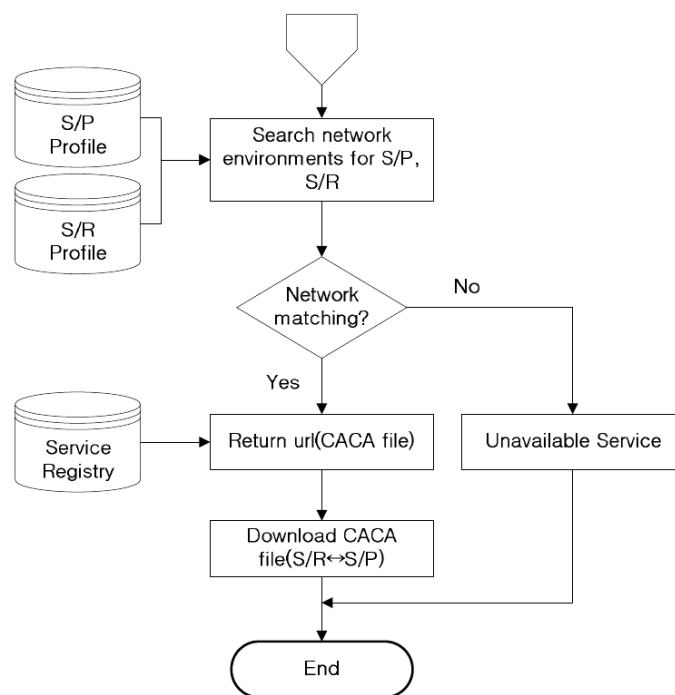 S/P
Profile
Search network
environments for S/P,
S/R
S/R
Profile
Network
matching?
No
Yes
Service
Registry
Return url(CACA file)
Unavailable Service
Download CACA
file(S/R↔S/P)
End